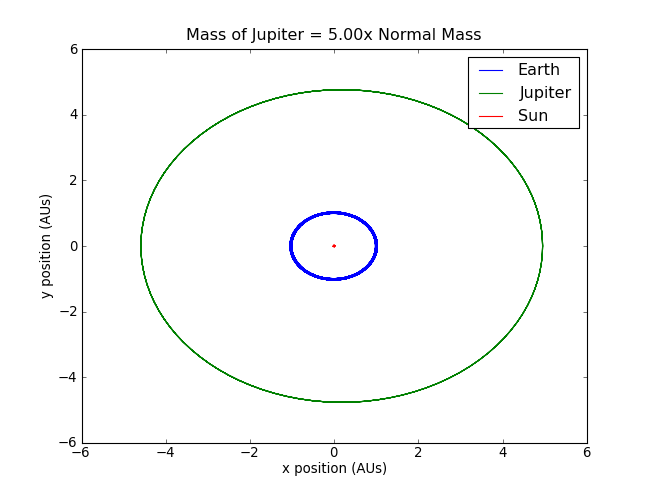 Mass of Jupiter = 5.00x Normal Mass
Earth
Jupiter
Sun
y position (AUs)
6
4
2
0
−2
−4
−6
−6
−4
−2
0
2
4
6
x position (AUs)